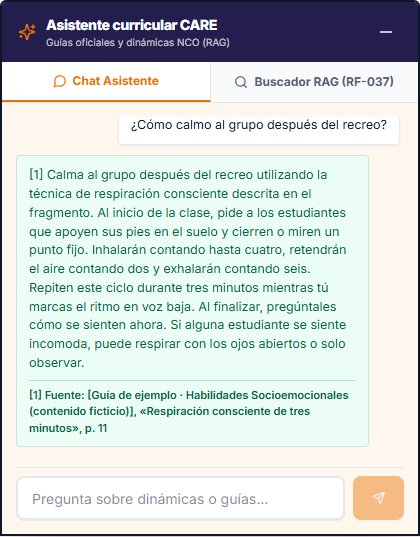 Asistente curricular CARE
Guías oficiales y dinámicas NCO (RAG)
Chat Asistente
Buscador RAG (RF-037)
¿Cómo calmo al grupo después del recreo?
[1] Calma al grupo después del recreo utilizando la
técnica de respiración consciente descrita en el
fragmento. Al inicio de la clase, pide a los estudiantes
que apoyen sus pies en el suelo y cierren o miren un
punto fijo. Inhalarán contando hasta cuatro, retendrán
el aire contando dos y exhalarán contando seis.
Repiten este ciclo durante tres minutos mientras tú
marcas el ritmo en voz baja. Al finalizar, pregúntales
cómo se sienten ahora. Si alguna estudiante se siente
incomoda, puede respirar con los ojos abiertos o solo
observar.
[1] Fuente: [Guía de ejemplo · Habilidades Socioemocionales
(contenido ficticio)], «Respiración consciente de tres
minutos», p. 11
Pregunta sobre dinámicas o guías...